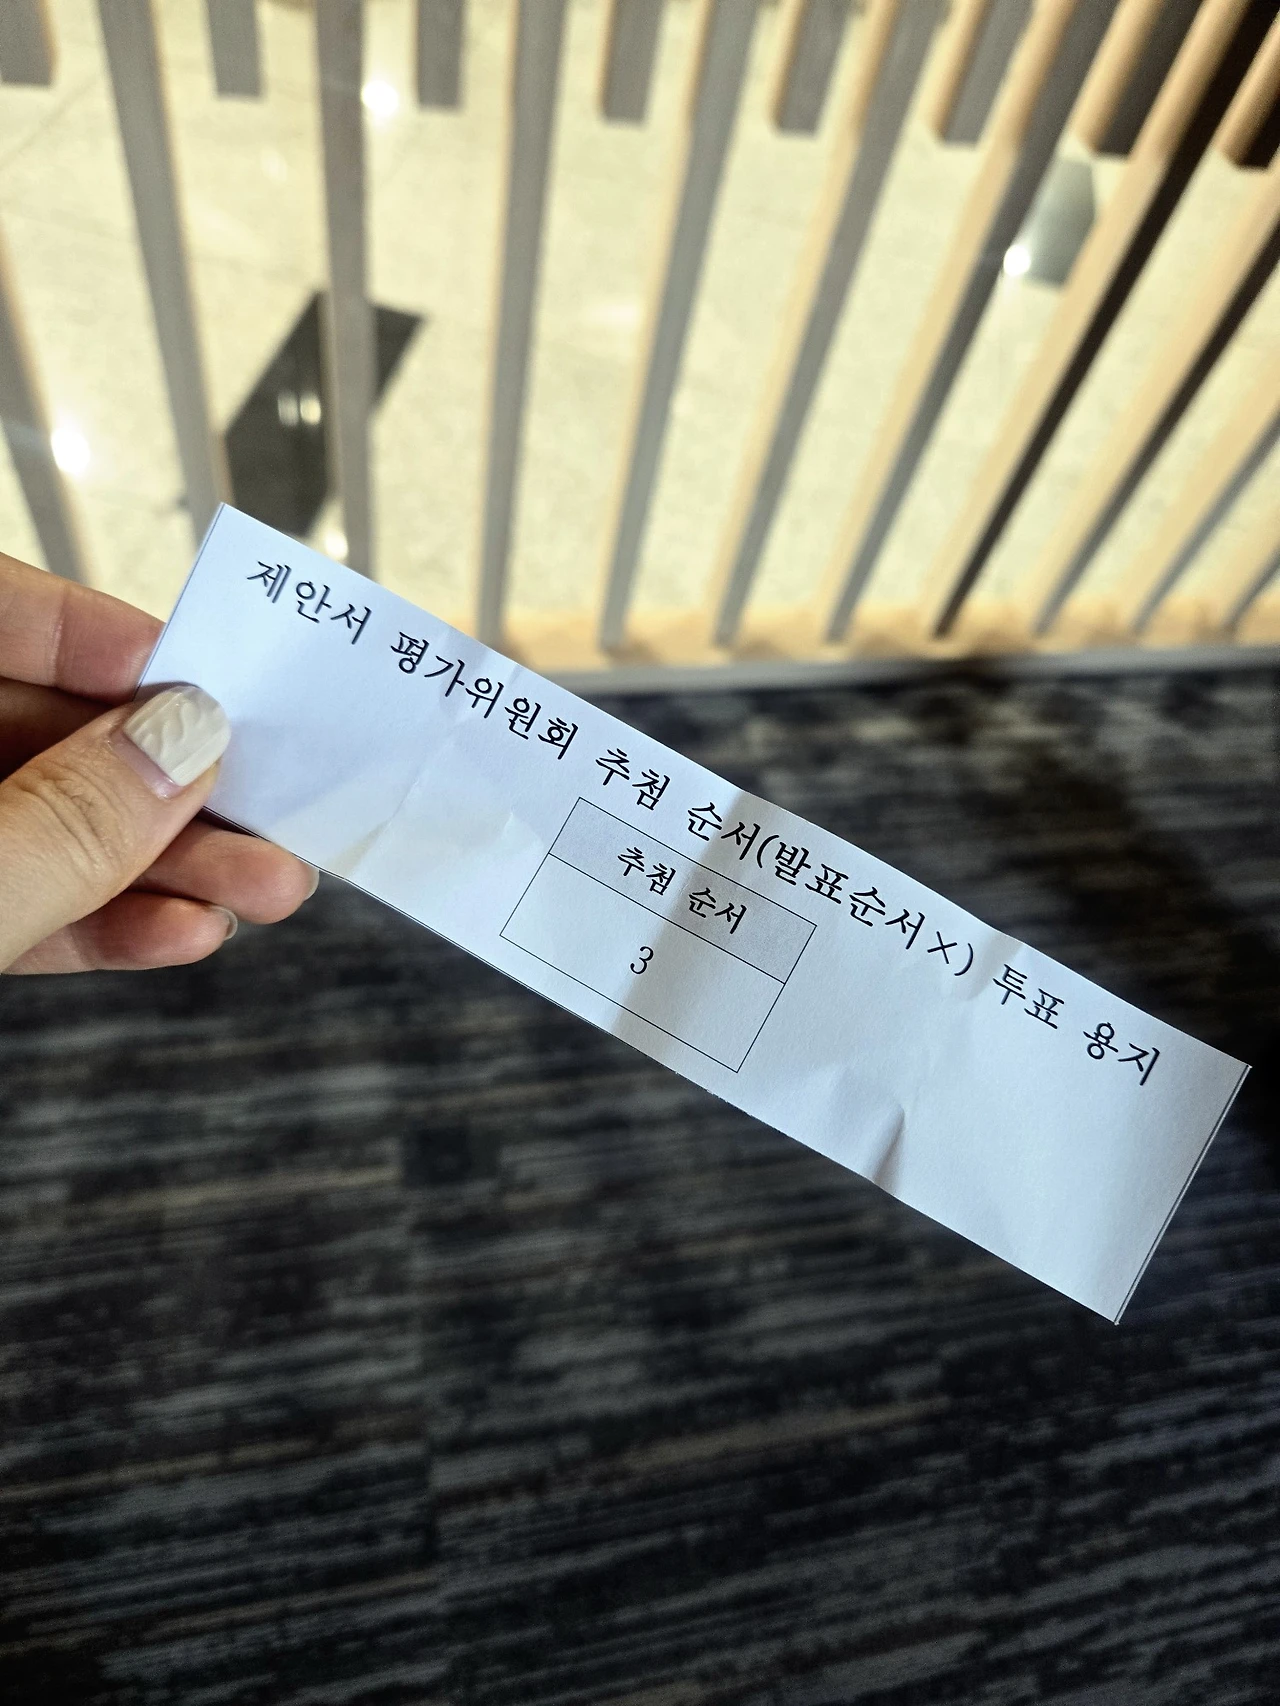 제안서 평가위원회 추첨 순서(발표순서×) 투표 용지
추첨 순서
3